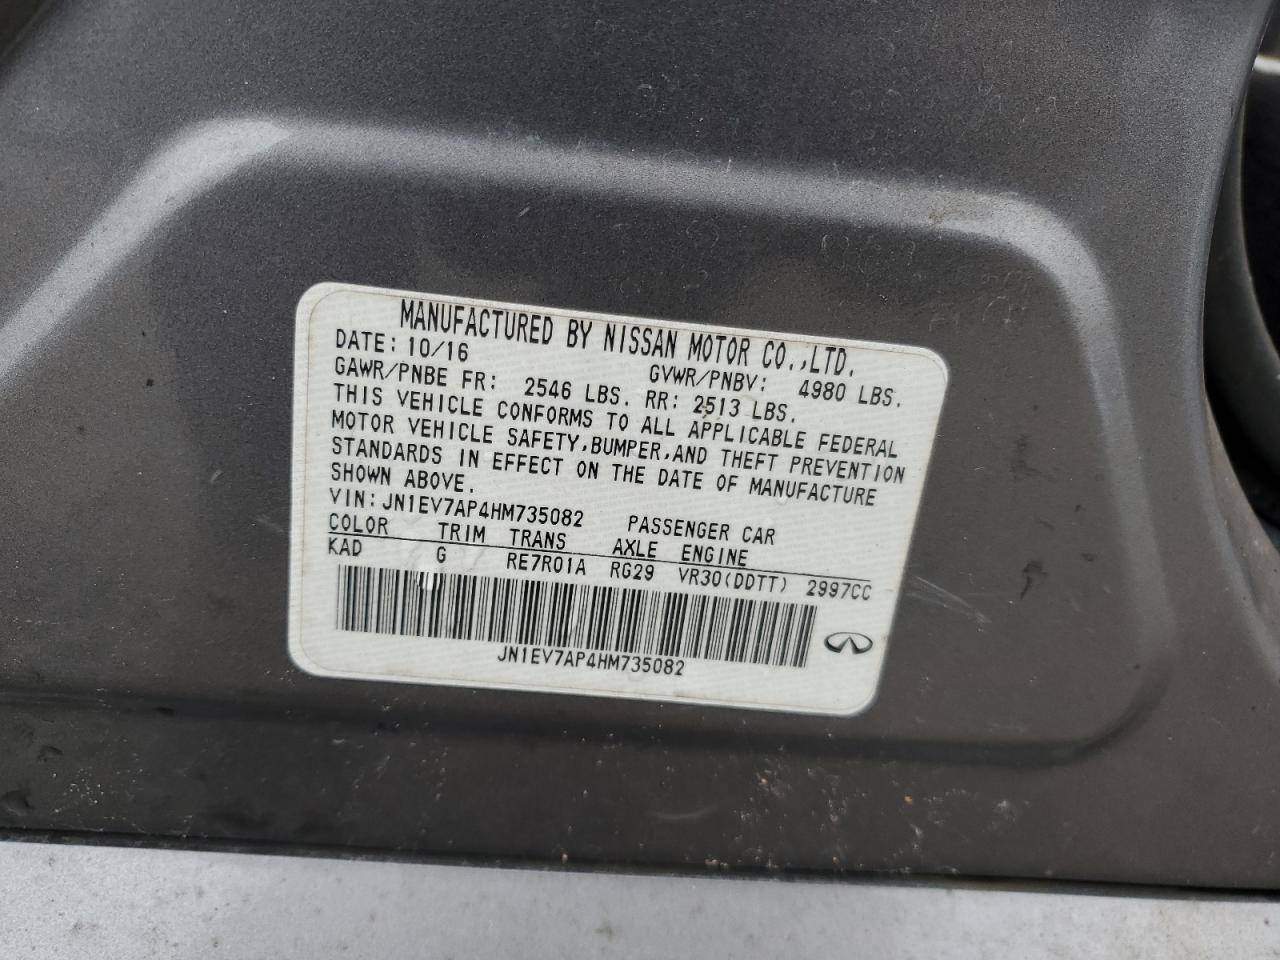 MANUFACTURED BY NISSAN MOTOR CO.,LTD.
DATE: 10/16 GVWR/PNBV: 4980 LBS.
GAWR/PNBE FR: 2546 LBS. RR: 2513 LBS.
THIS VEHICLE CONFORMS TO ALL APPLICABLE FEDERAL
MOTOR VEHICLE SAFETY,BUMPER,AND THEFT PREVENTION
STANDARDS IN EFFECT ON THE DATE OF MANUFACTURE
SHOWN ABOVE.
VIN: JN1EV7AP4HM735082 PASSENGER CAR
COLOR TRIM TRANS AXLE ENGINE
KAD G RE7R01A RG29 VR30(DDTT) 2997CC
JN1EV7AP4HM735082